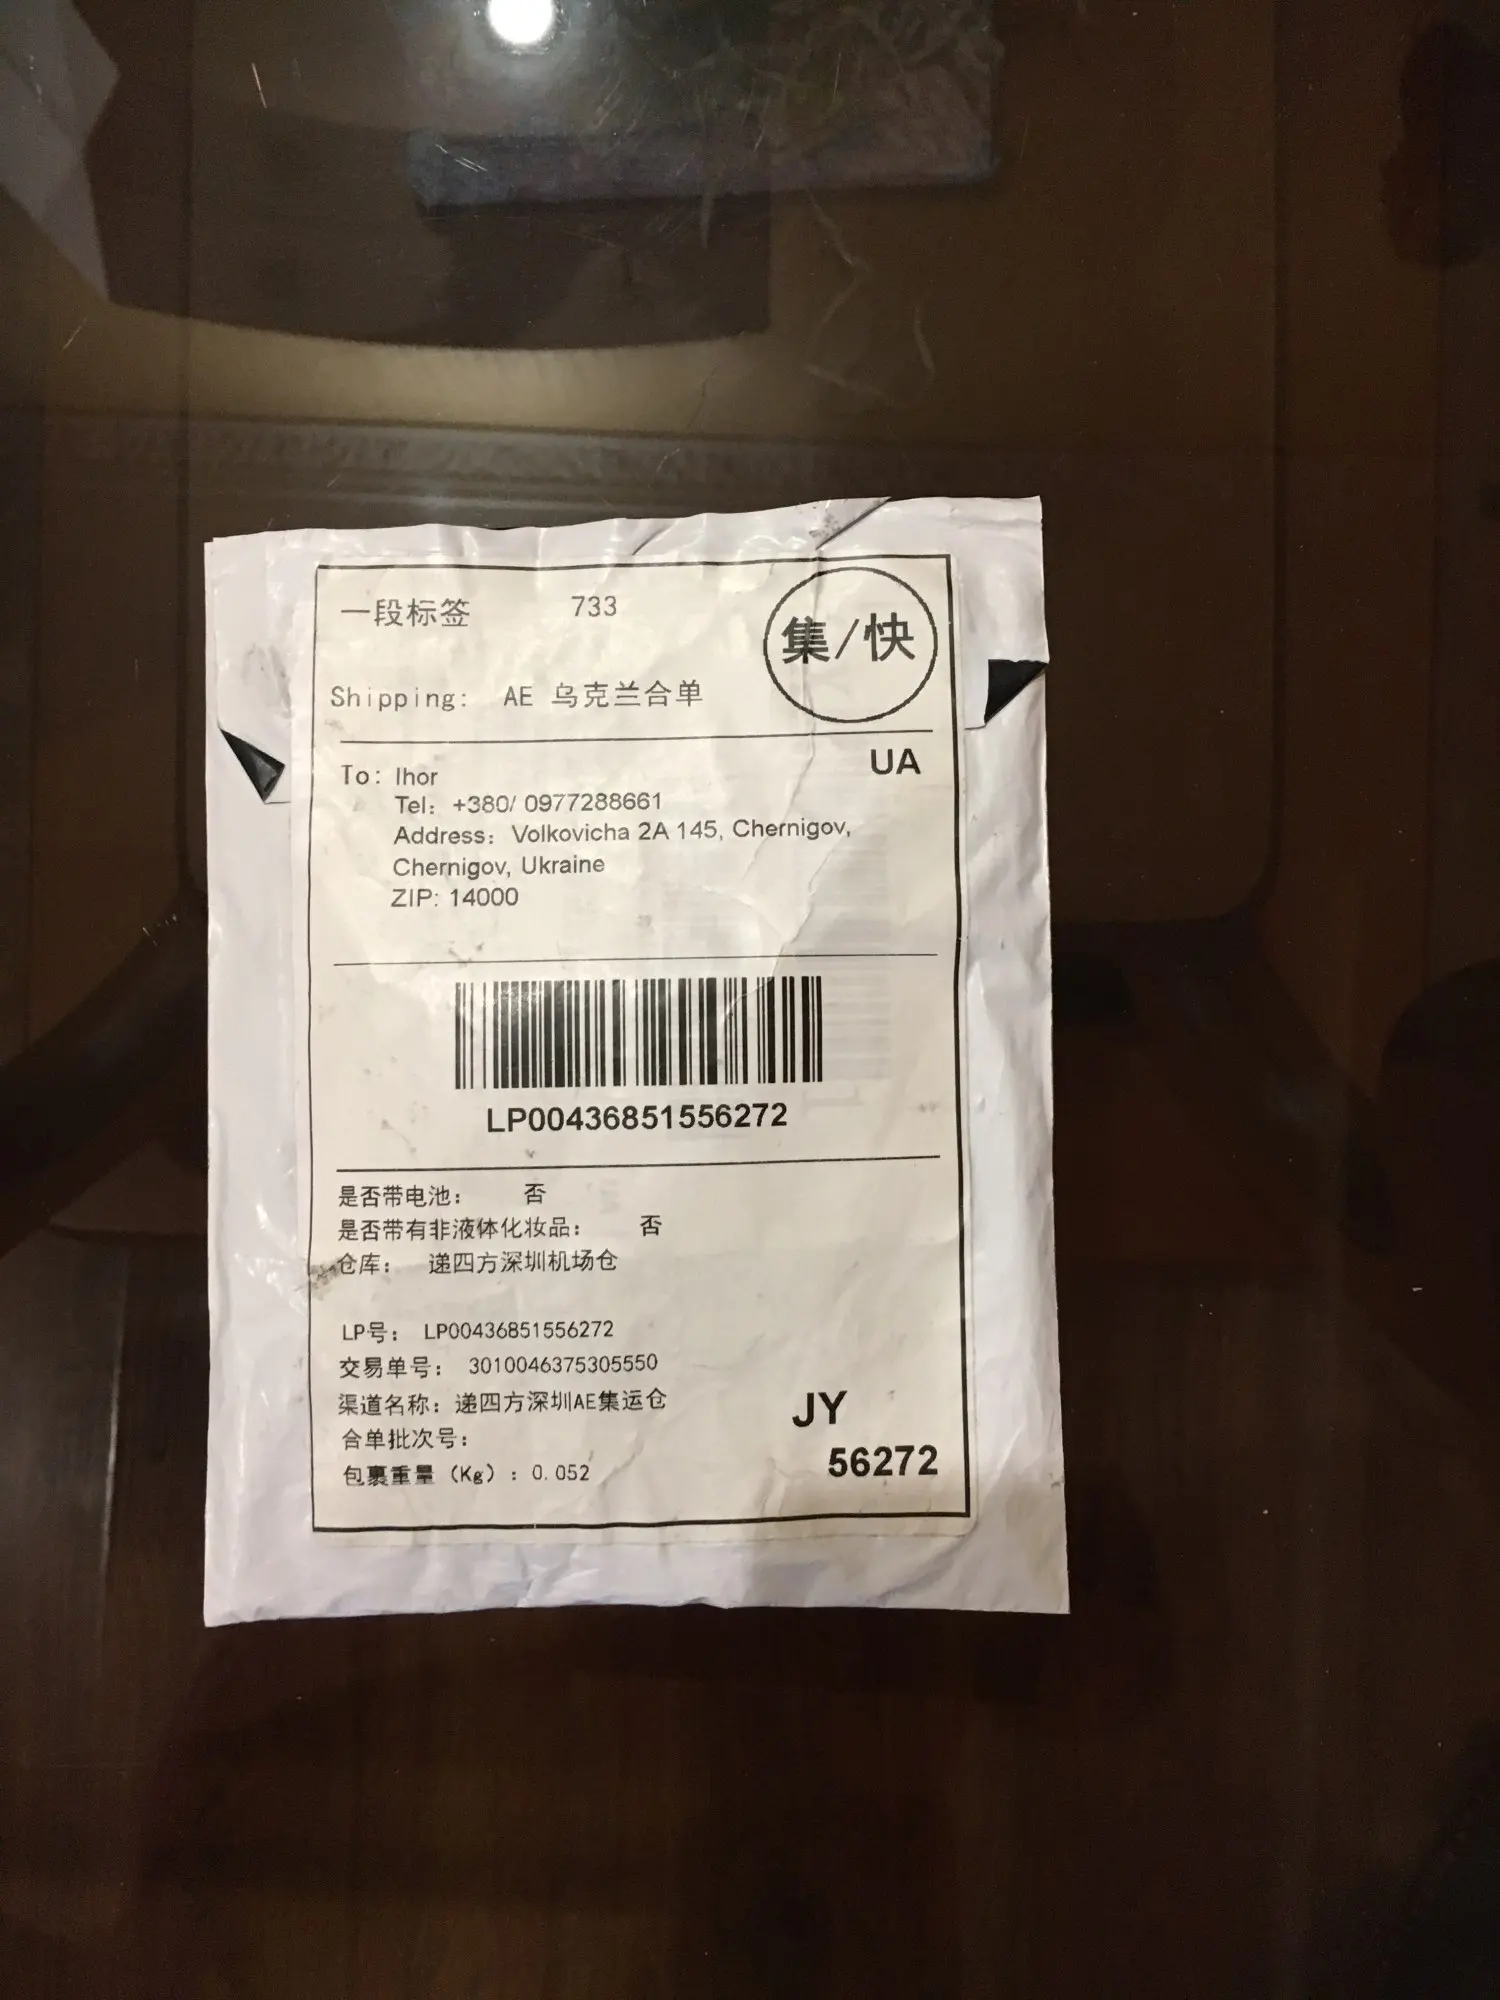 一段标签 733
集/快
Shipping: AE 乌克兰合单
UA
To: Ihor
Tel: +380/ 0977288661
Address: Volkovicha 2A 145, Chernigov,
Chernigov, Ukraine
ZIP: 14000
LP00436851556272
是否带电池: 否
是否带有非液体化妆品: 否
仓库: 递四方深圳机场仓
LP号: LP00436851556272
交易单号: 3010046375305550
渠道名称: 递四方深圳AE集运仓
合单批次号:
包裹重量 (Kg) : 0.052
JY
56272